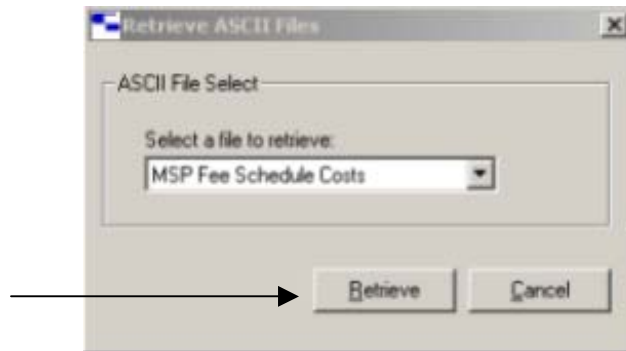 Retrieve ASCII Files
ASCII File Select
Select a file to retrieve:
MSP Fee Schedule Costs
Retrieve Cancel